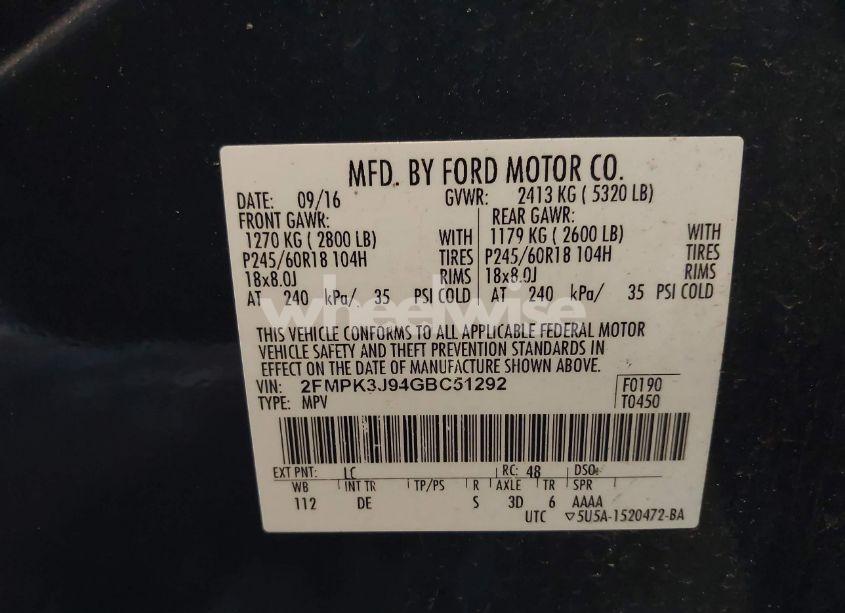 MFD. BY FORD MOTOR CO.
DATE: 09/16 GVWR: 2413 KG ( 5320 LB)
FRONT GAWR: REAR GAWR:
1270 KG ( 2800 LB) WITH 1179 KG ( 2600 LB) WITH
P245/60R18 104H TIRES P245/60R18 104H TIRES
18x8.0J RIMS 18x8.0J RIMS
AT 240 kPa/ 35 PSI COLD AT 240 kPa/ 35 PSI COLD
wheelwise
THIS VEHICLE CONFORMS TO ALL APPLICABLE FEDERAL MOTOR
VEHICLE SAFETY AND THEFT PREVENTION STANDARDS IN
EFFECT ON THE DATE OF MANUFACTURE SHOWN ABOVE.
VIN: 2FMPK3J94GBC51292 F0190
TYPE: MPV T0450
EXT PNT: LC RC: 48 DSO:
WB INT TR TP/PS R AXLE TR SPR
112 DE S 3D 6 AAAA
UTC ▽5U5A-1520472-BA